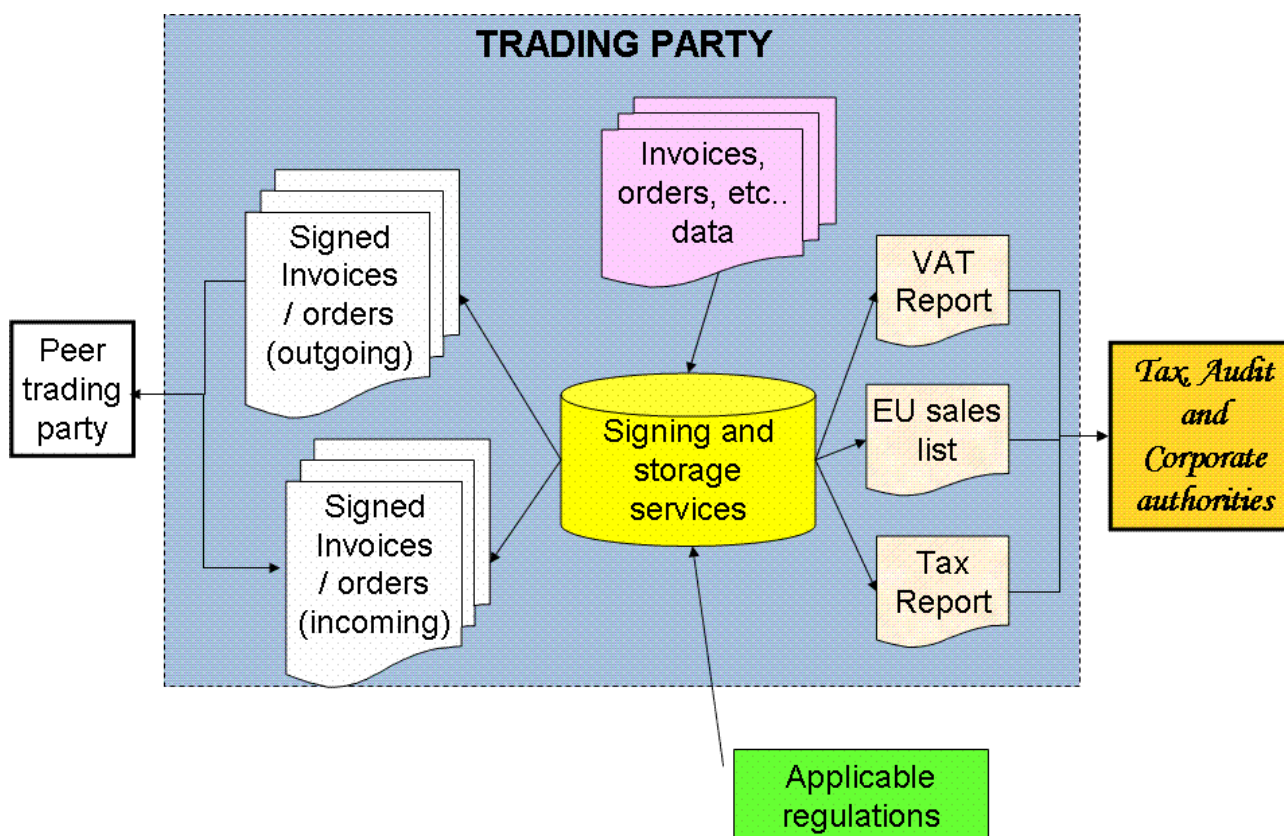 TRADING PARTY
Invoices,
orders, etc..
data
Signed
Invoices
/ orders
(outgoing)
VAT
Report
Peer
trading
party
Tax, Audit
and
Corporate
authorities
EU sales
list
Signing and
storage
services
Signed
Invoices
/ orders
(incoming)
Tax
Report
Applicable
regulations